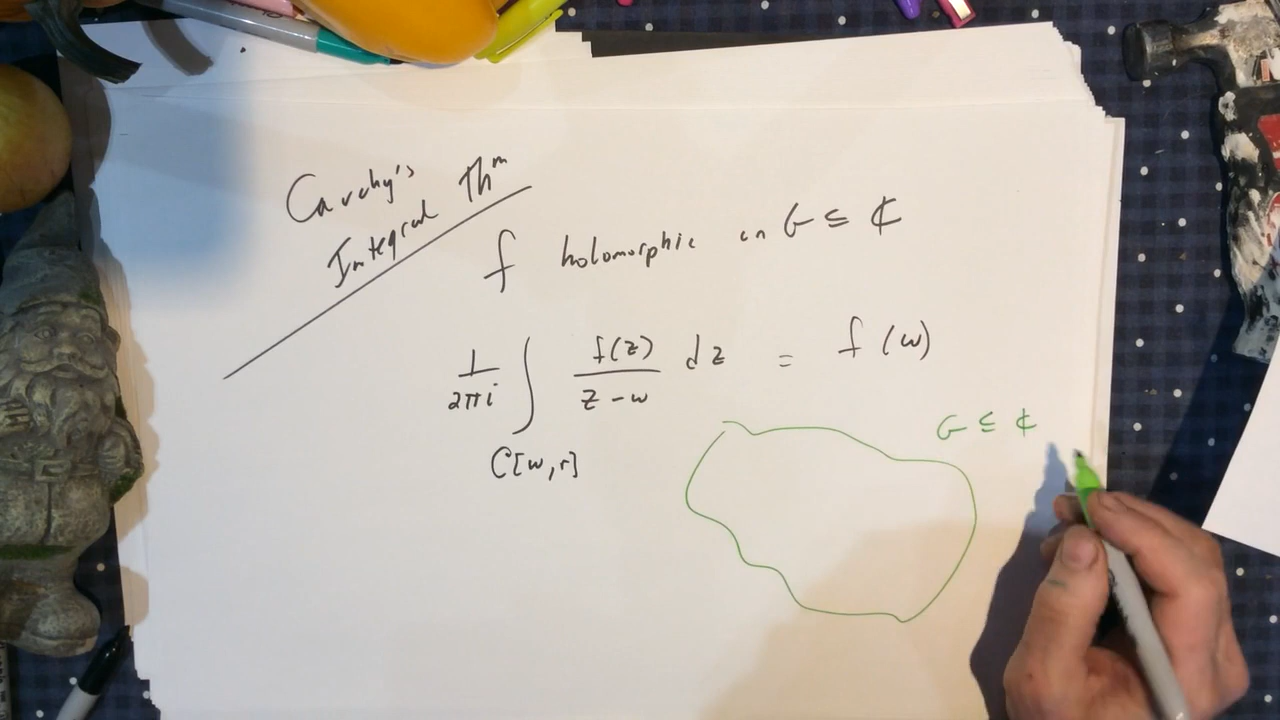 Cauchy's
Integral Thᵐ
f holomorphic on G ⊆ ℂ
1/2πi ∫ C[w,r] f(z)/z-w dz = f(w)
G ⊆ ℂ